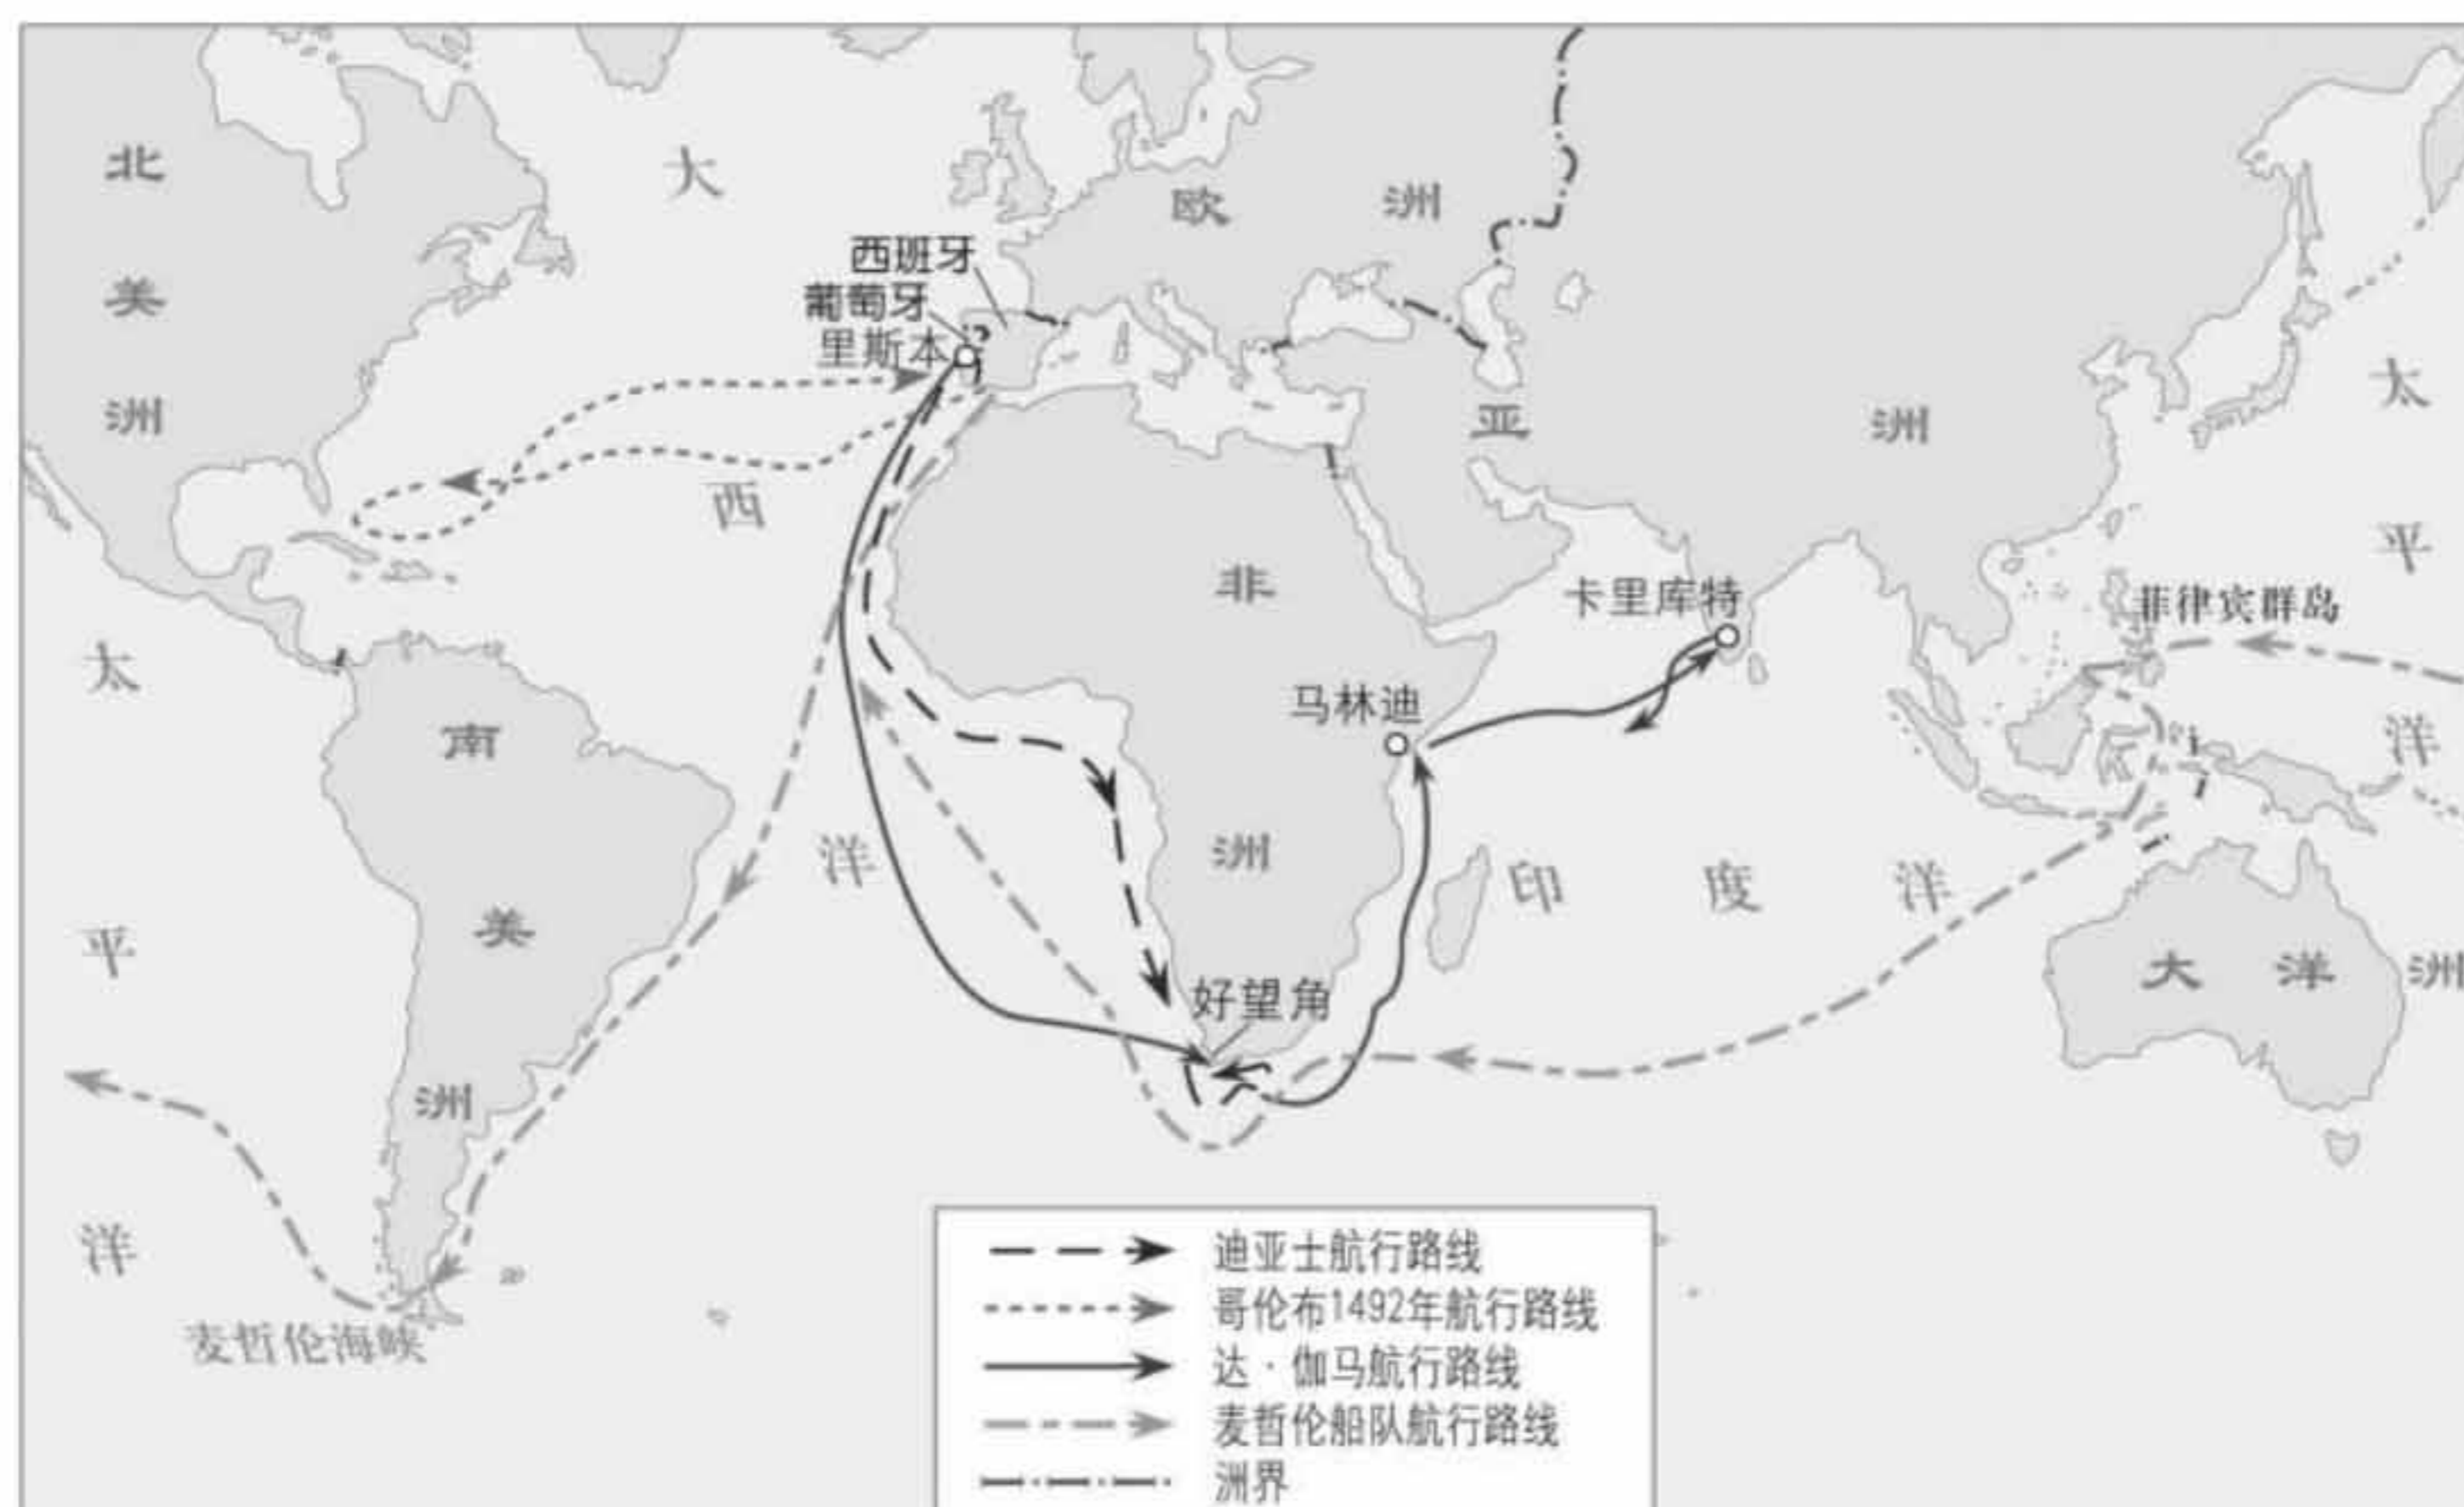 北美洲
大西洋
欧洲
西班牙
葡萄牙
里斯本
亚洲
太平洋
非洲
卡里库特
菲律宾群岛
马林迪
太平洋
南美洲
印度洋
大洋洲
好望角
麦哲伦海峡
迪亚士航行路线
哥伦布1492年航行路线
达·伽马航行路线
麦哲伦船队航行路线
洲界